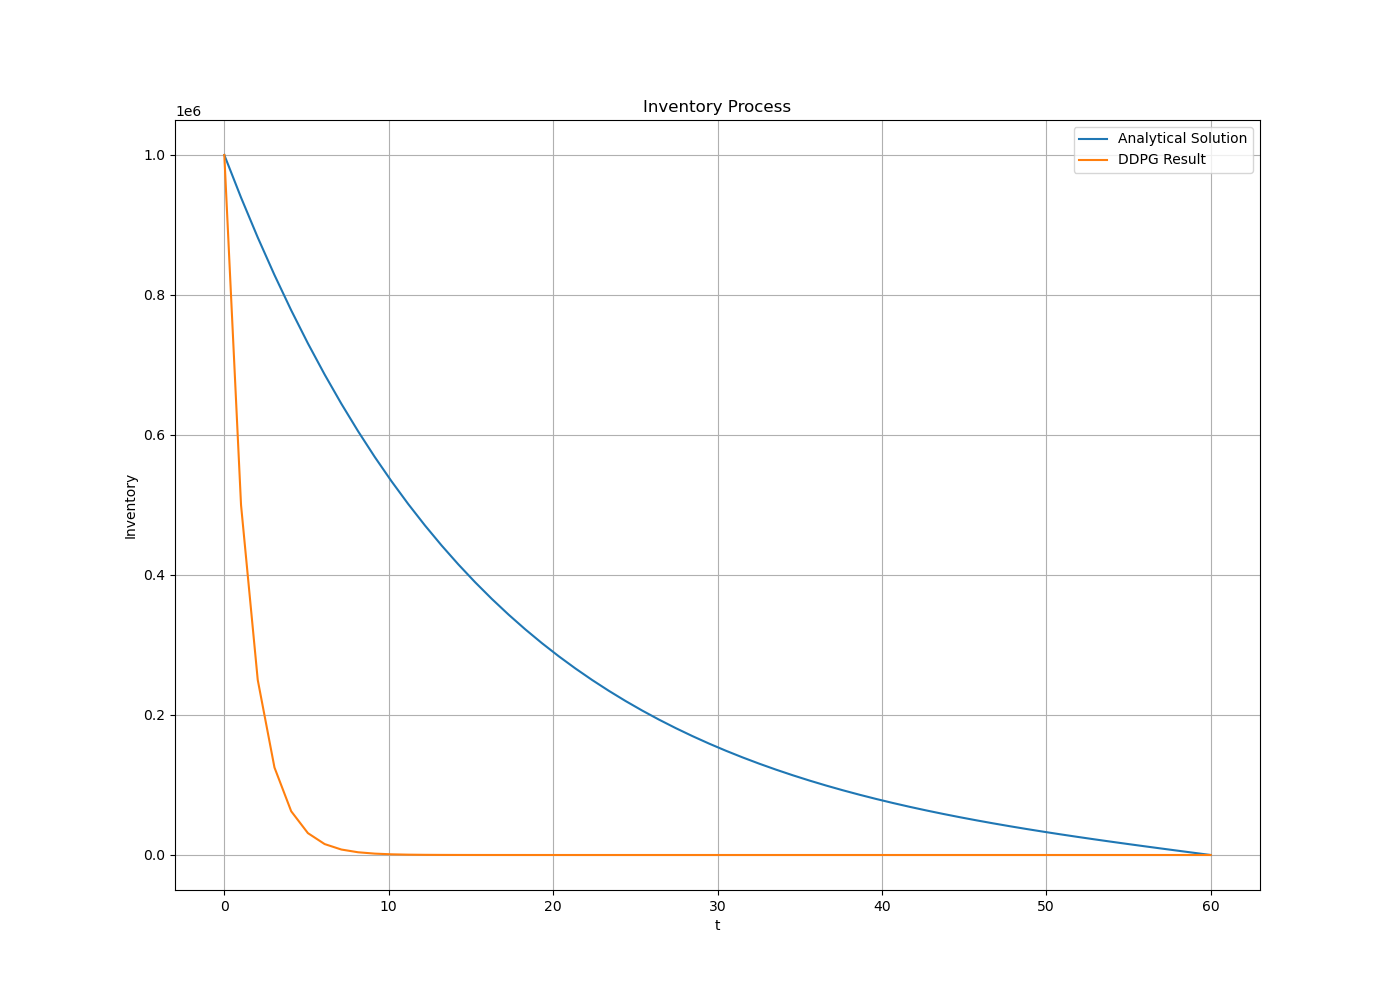 Inventory Process
1e6
Analytical Solution
DDPG Result
1.0
0.8
0.6
0.4
0.2
0.0
Inventory
0 10 20 30 40 50 60
t